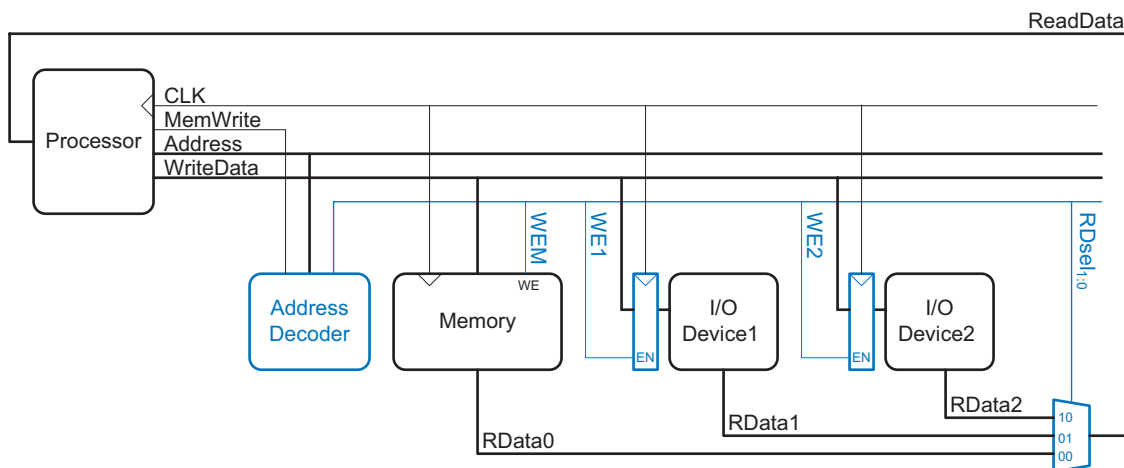 ReadData
CLK
MemWrite
Processor
Address
WriteData
WEM
WE1
WE2
RDsel1:0
WE
Address
Decoder
Memory
I/O
Device1
I/O
Device2
EN
EN
RData2
RData1
RData0
10
01
00